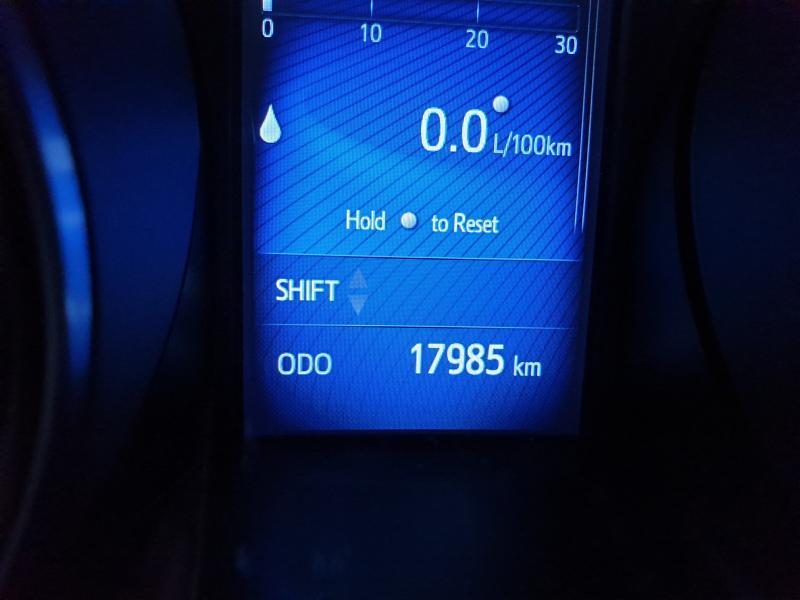 0 10 20 30
0.0 L/100km
Hold to Reset
SHIFT
ODO 17985 km